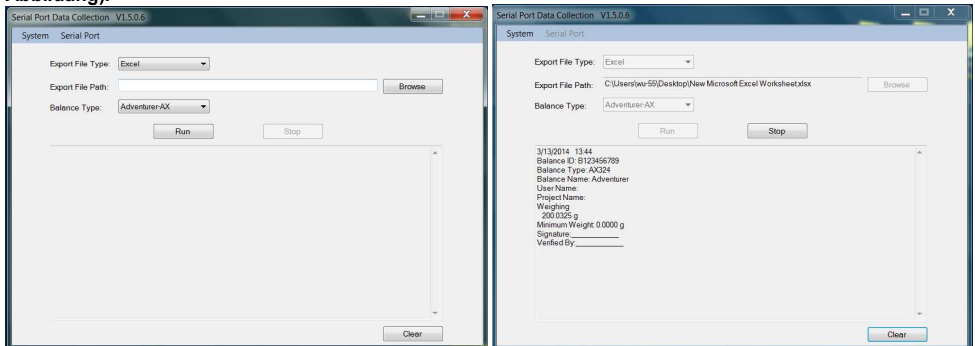 Abbildung):
Serial Port Data Collection V1.5.0.6
System Serial Port
Export File Type: Excel
Export File Path: Browse
Balance Type: Adventurer-AX
Run Stop
Clear
Serial Port Data Collection V1.5.0.6
System Serial Port
Export File Type: Excel
Export File Path: C:\Users\wu-55\Desktop\New Microsoft Excel Worksheet.xlsx Browse
Balance Type: Adventurer-AX
Run Stop
3/13/2014 13:44
Balance ID: B123456789
Balance Type: AX324
Balance Name: Adventurer
User Name:
Project Name:
Weighing
200.0325 g
Minimum Weight: 0.0000 g
Signature:___________
Verified By:___________
Clear